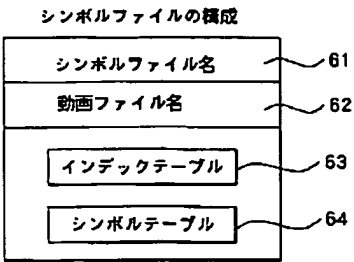 シンボルファイルの構成
シンボルファイル名 61
動画ファイル名 62
インデックテーブル 63
シンボルテーブル 64